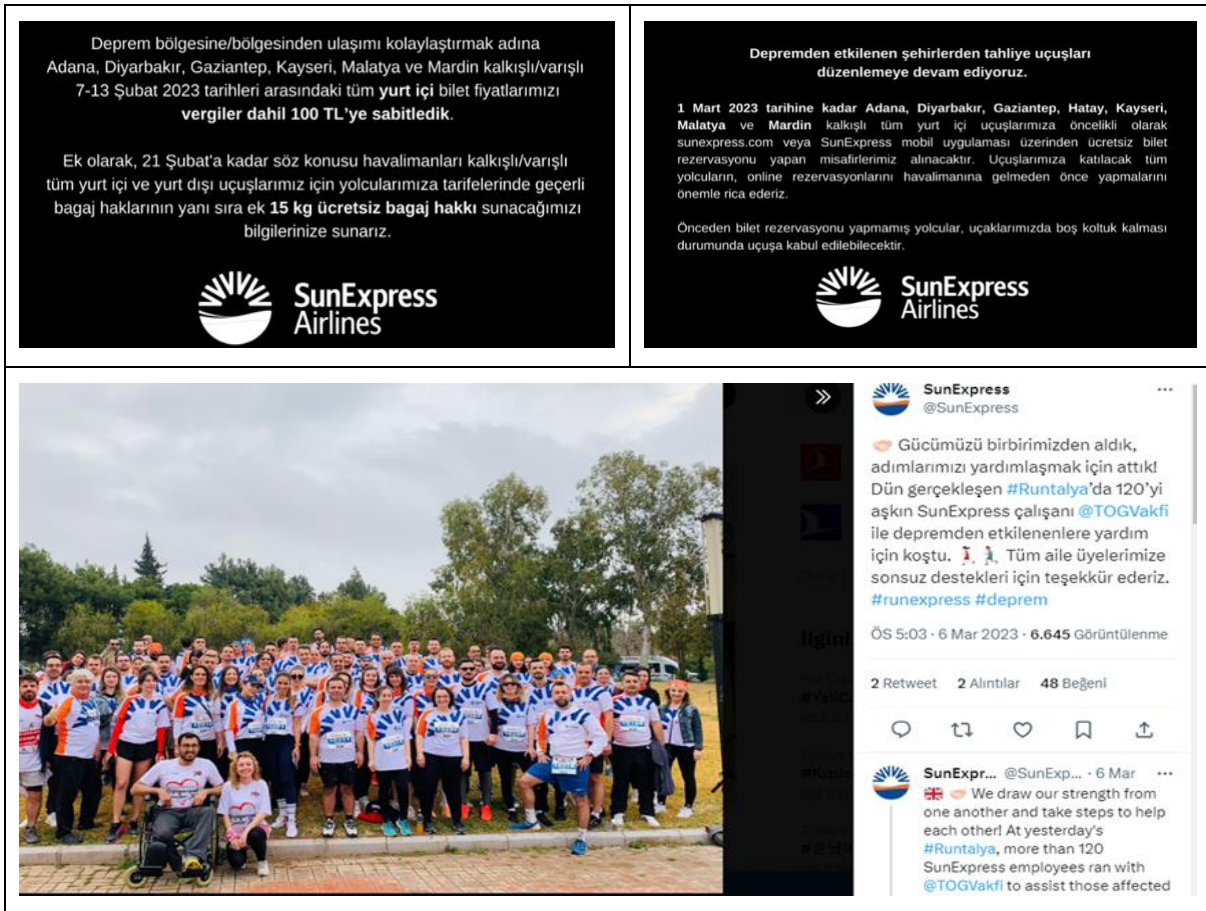 Deprem bölgesine/bölgesinden ulaşımı kolaylaştırmak adına
Adana, Diyarbakır, Gaziantep, Kayseri, Malatya ve Mardin kalkışlı/varışlı
7-13 Şubat 2023 tarihleri arasındaki tüm yurt içi bilet fiyatlarımızı
vergiler dahil 100 TL'ye sabitledik.
Ek olarak, 21 Şubat'a kadar söz konusu havalimanları kalkışlı/varışlı
tüm yurt içi ve yurt dışı uçuşlarımız için yolcularımıza tarifelerinde geçerli
bagaj haklarının yanı sıra ek 15 kg ücretsiz bagaj hakkı sunacağımızı
bilgilerinize sunarız.
SunExpress
Airlines
Depremden etkilenen şehirlerden tahliye uçuşları
düzenlemeye devam ediyoruz.
1 Mart 2023 tarihine kadar Adana, Diyarbakır, Gaziantep, Hatay, Kayseri,
Malatya ve Mardin kalkışlı tüm yurt içi uçuşlarımıza öncelikli olarak
sunexpress.com veya SunExpress mobil uygulaması üzerinden ücretsiz bilet
rezervasyonu yapan misafirlerimiz alınacaktır. Uçuşlarımıza katılacak tüm
yolcuların, online rezervasyonlarını havalimanına gelmeden önce yapmalarını
önemle rica ederiz.
Önceden bilet rezervasyonu yapmamış yolcular, uçaklarımızda boş koltuk kalması
durumunda uçuşa kabul edilebilecektir.
SunExpress
Airlines
SunExpress
@SunExpress
Gücümüzü birbirimizden aldık,
adımlarımızı yardımlaşmak için attık!
Dün gerçekleşen #Runtalya'da 120'yi
aşkın SunExpress çalışanı @TOGVakfi
ile depremden etkilenenlere yardım
için koştu. Tüm aile üyelerimize
sonsuz destekleri için teşekkür ederiz.
#runexpress #deprem
ÖS 5:03 · 6 Mar 2023 · 6.645 Görüntülenme
2 Retweet 2 Alıntılar 48 Beğeni
SunExpr... @SunExp... · 6 Mar
We draw our strength from
one another and take steps to help
each other! At yesterday's
#Runtalya, more than 120
SunExpress employees ran with
@TOGVakfi to assist those affected